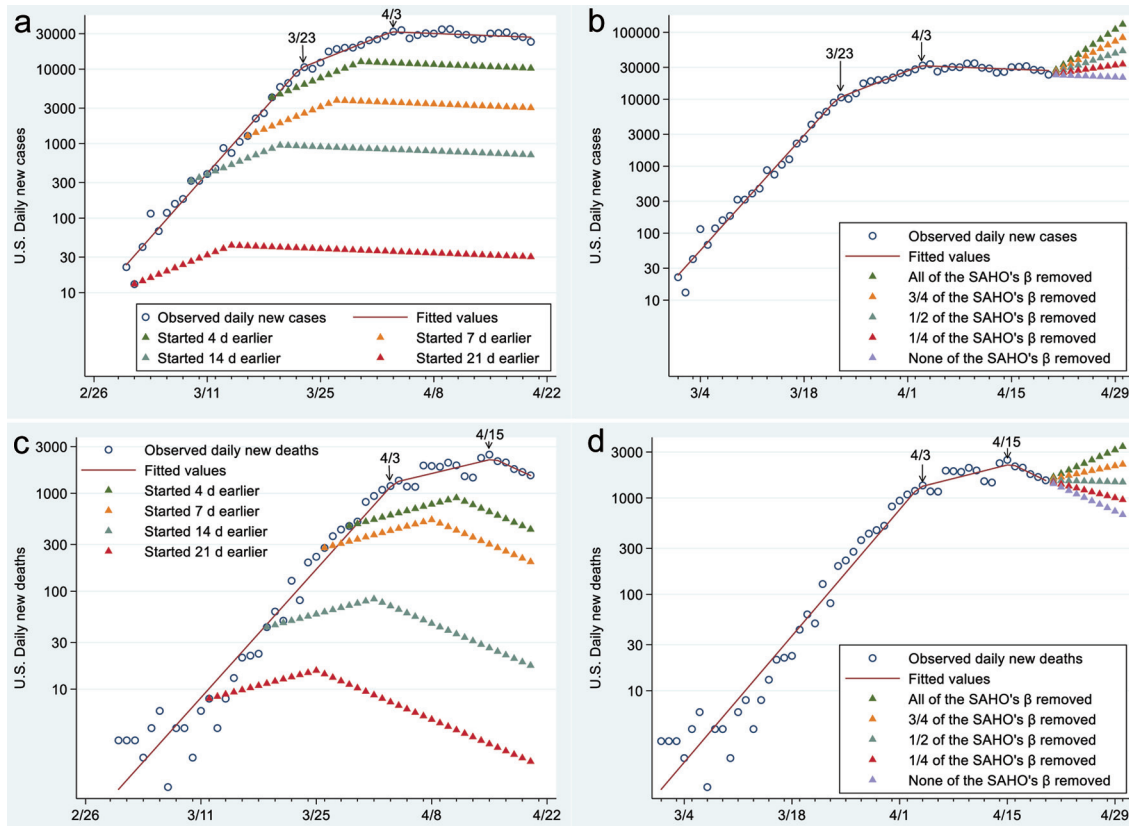 a
4/3
3/23
30000
10000
3000
1000
300
100
30
10
U.S. Daily new cases
Observed daily new cases
Fitted values
Started 4 d earlier
Started 7 d earlier
Started 14 d earlier
Started 21 d earlier
2/26
3/11
3/25
4/8
4/22
b
4/3
3/23
100000
30000
10000
1000
300
100
30
10
U.S. Daily new cases
Observed daily new cases
Fitted values
All of the SAHO's β removed
3/4 of the SAHO's β removed
1/2 of the SAHO's β removed
1/4 of the SAHO's β removed
None of the SAHO's β removed
3/4
3/18
4/1
4/15
4/29
c
4/15
4/3
3000
1000
300
100
30
10
U.S. Daily new deaths
Observed daily new deaths
Fitted values
Started 4 d earlier
Started 7 d earlier
Started 14 d earlier
Started 21 d earlier
2/26
3/11
3/25
4/8
4/22
d
4/15
4/3
3000
1000
300
100
30
10
U.S. Daily new deaths
Observed daily new deaths
Fitted values
All of the SAHO's β removed
3/4 of the SAHO's β removed
1/2 of the SAHO's β removed
1/4 of the SAHO's β removed
None of the SAHO's β removed
3/4
3/18
4/1
4/15
4/29